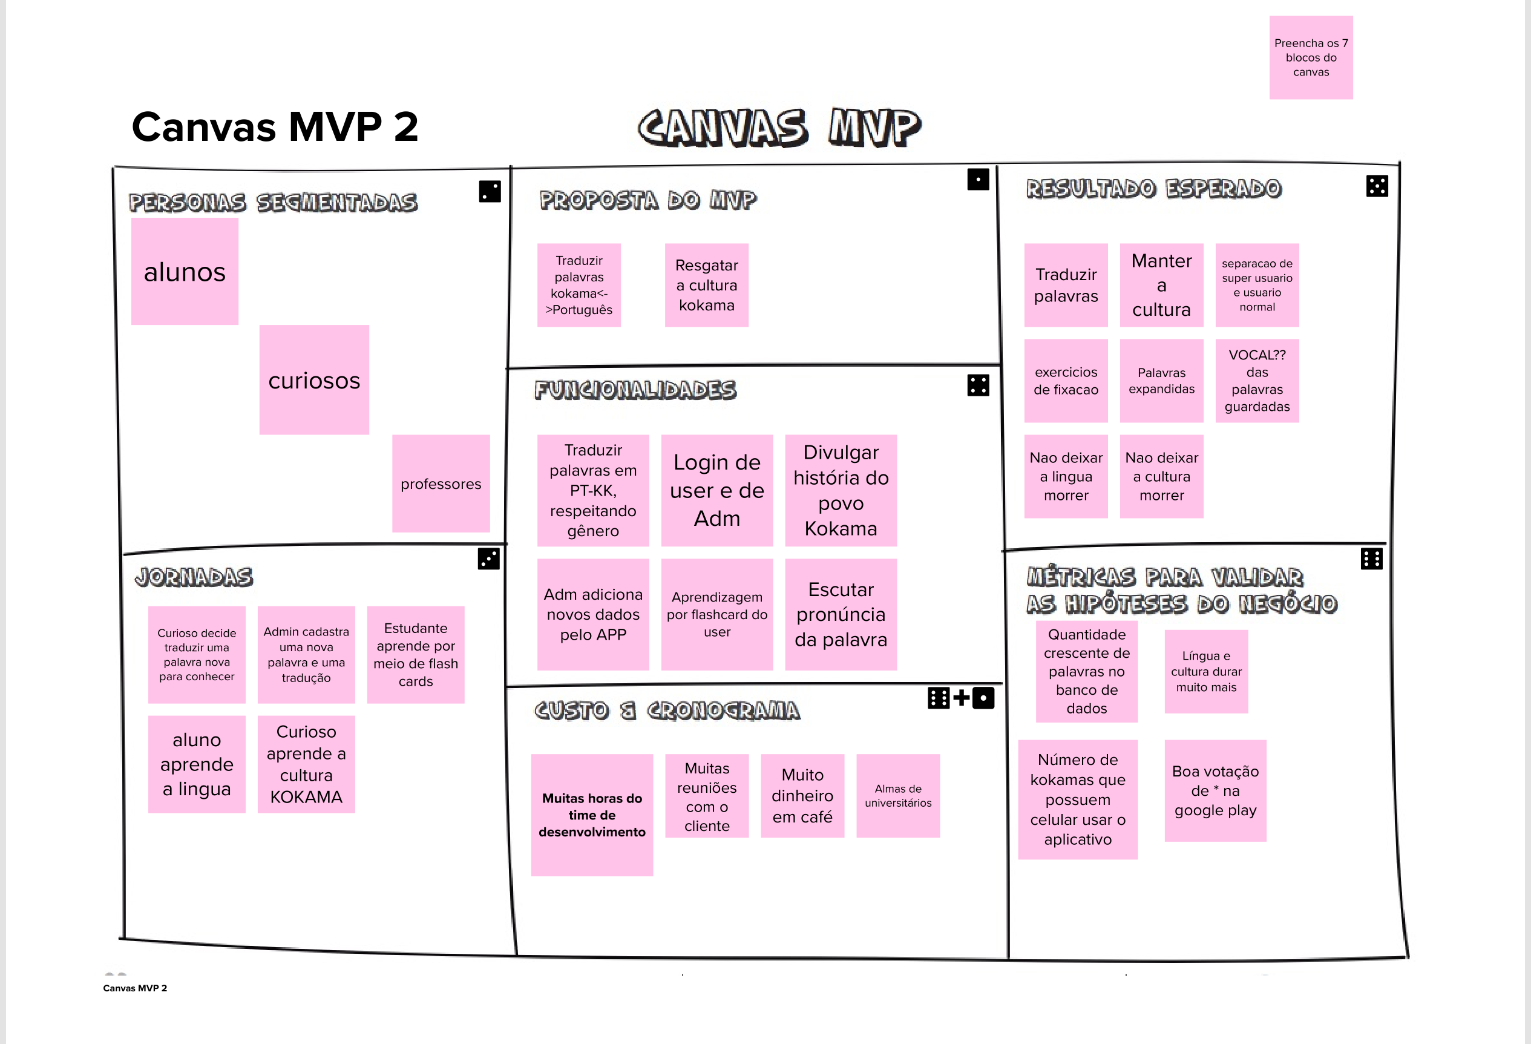 Preencha os 7
blocos do
canvas
Canvas MVP 2
CANVAS MVP
PERSONAS SEGMENTADAS
alunos
curiosos
professores
PROPOSTA DO MVP
Traduzir
palavras
kokama<-
>Português
Resgatar
a cultura
kokama
RESULTADO ESPERADO
Traduzir
palavras
Manter
a
cultura
separacao de
super usuario
e usuario
normal
exercicios
de fixacao
Palavras
expandidas
VOCAL??
das
palavras
guardadas
Nao deixar
a lingua
morrer
Nao deixar
a cultura
morrer
FUNCIONALIDADES
Traduzir
palavras em
PT-KK,
respeitando
gênero
Login de
user e de
Adm
Divulgar
história do
povo
Kokama
Adm adiciona
novos dados
pelo APP
Aprendizagem
por flashcard do
user
Escutar
pronúncia
da palavra
JORNADAS
Curioso decide
traduzir uma
palavra nova
para conhecer
Admin cadastra
uma nova
palavra e uma
tradução
Estudante
aprende por
meio de flash
cards
aluno
aprende
a lingua
Curioso
aprende a
cultura
KOKAMA
CUSTO & CRONOGRAMA
+
Muitas horas do
time de
desenvolvimento
Muitas
reuniões
com o
cliente
Muito
dinheiro
em café
Almas de
universitários
MÉTRICAS PARA VALIDAR
AS HIPÓTESES DO NEGÓCIO
Quantidade
crescente de
palavras no
banco de
dados
Língua e
cultura durar
muito mais
Número de
kokamas que
possuem
celular usar o
aplicativo
Boa votação
de * na
google play
Canvas MVP 2